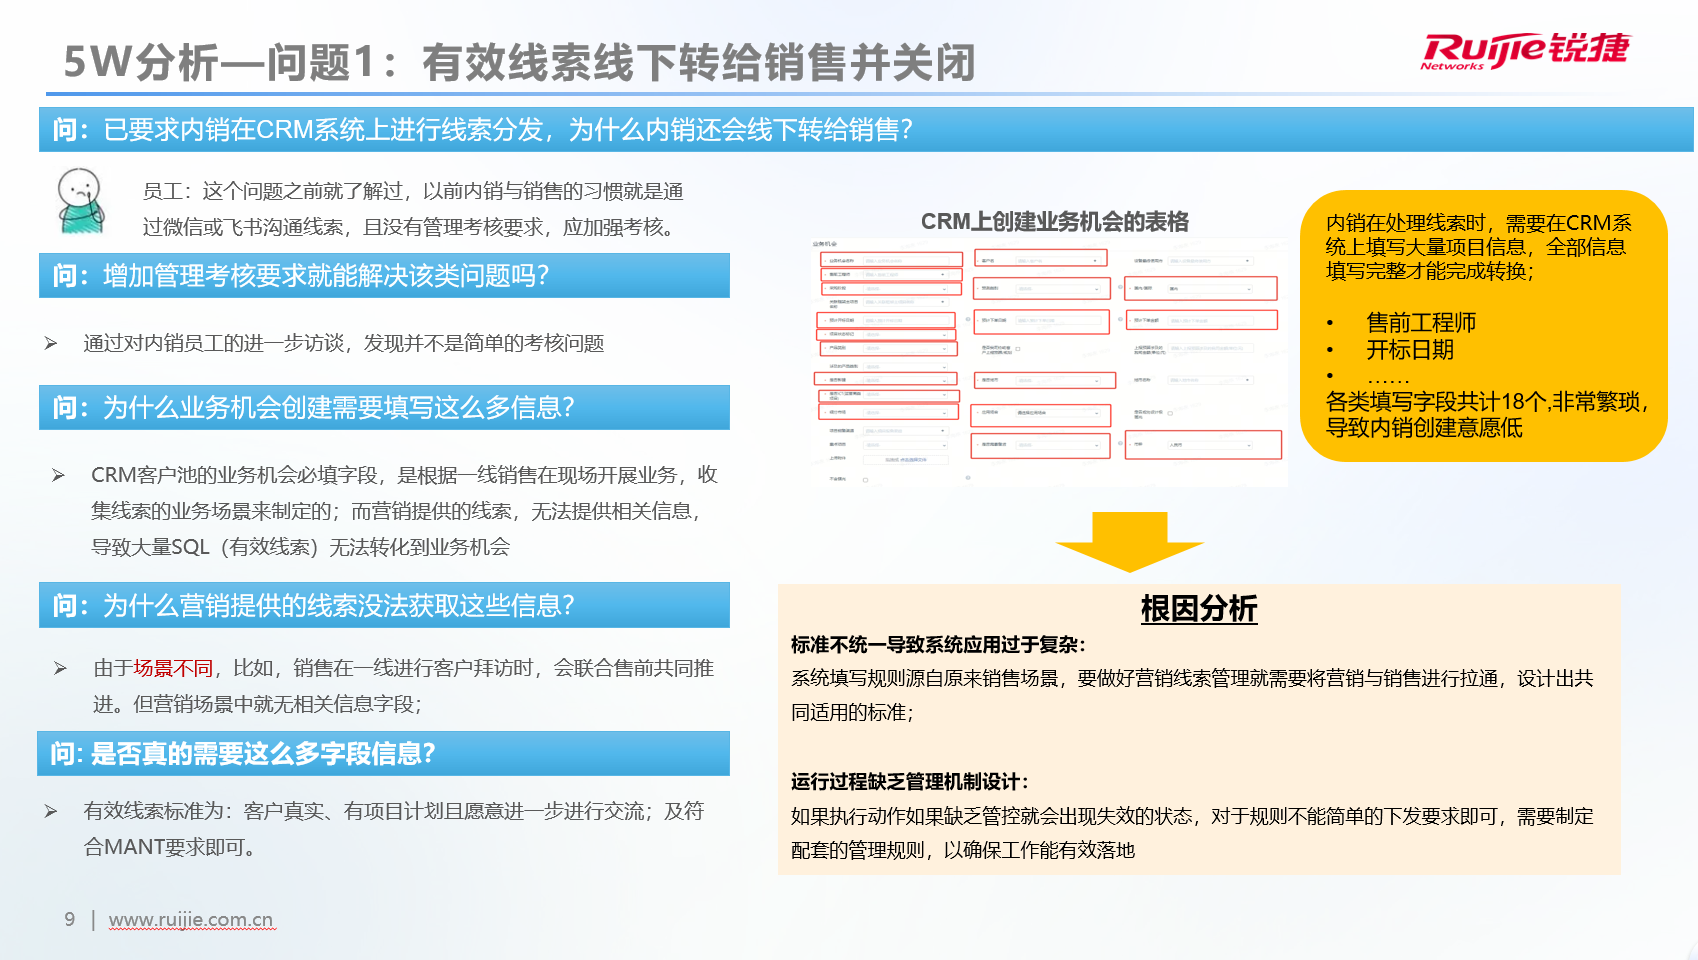 5W分析—问题1：有效线索线下转给销售并关闭
Ruijie锐捷
Networks
问：已要求内销在CRM系统上进行线索分发，为什么内销还会线下转给销售？
员工：这个问题之前就了解过，以前内销与销售的习惯就是通
过微信或飞书沟通线索，且没有管理考核要求，应加强考核。
问：增加管理考核要求就能解决该类问题吗？
➢ 通过对内销员工的进一步访谈，发现并不是简单的考核问题
问：为什么业务机会创建需要填写这么多信息？
➢ CRM客户池的业务机会必填字段，是根据一线销售在现场开展业务，收
集线索的业务场景来制定的；而营销提供的线索，无法提供相关信息，
导致大量SQL（有效线索）无法转化到业务机会
问：为什么营销提供的线索没法获取这些信息？
➢ 由于场景不同，比如，销售在一线进行客户拜访时，会联合售前共同推
进。但营销场景中就无相关信息字段；
问: 是否真的需要这么多字段信息？
➢ 有效线索标准为：客户真实、有项目计划且愿意进一步进行交流；及符
合MANT要求即可。
CRM上创建业务机会的表格
业务机会
内销在处理线索时，需要在CRM系
统上填写大量项目信息，全部信息
填写完整才能完成转换；
• 售前工程师
• 开标日期
• ……
各类填写字段共计18个,非常繁琐，
导致内销创建意愿低
根因分析
标准不统一导致系统应用过于复杂：
系统填写规则源自原来销售场景，要做好营销线索管理就需要将营销与销售进行拉通，设计出共
同适用的标准；
运行过程缺乏管理机制设计：
如果执行动作如果缺乏管控就会出现失效的状态，对于规则不能简单的下发要求即可，需要制定
配套的管理规则，以确保工作能有效落地
9 | www.ruijie.com.cn